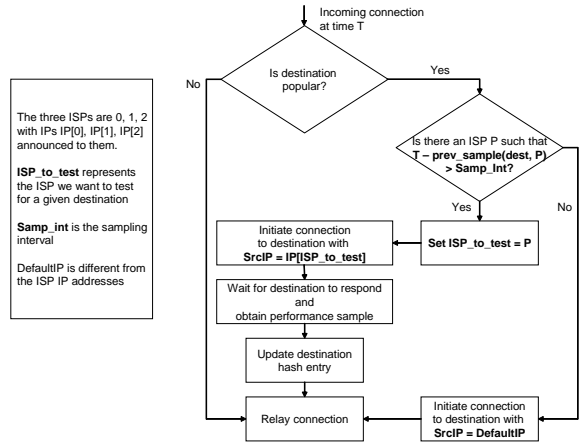 Incoming connection
at time T
Is destination
popular?
No
Yes
The three ISPs are 0, 1, 2
with IPs IP[0], IP[1], IP[2]
announced to them.
ISP_to_test represents
the ISP we want to test
for a given destination
Samp_int is the sampling
interval
DefaultIP is different from
the ISP IP addresses
Is there an ISP P such that
T – prev_sample(dest, P)
> Samp_Int?
Yes
No
Set ISP_to_test = P
Initiate connection
to destination with
SrcIP = IP[ISP_to_test]
Wait for destination to respond
and
obtain performance sample
Update destination
hash entry
Relay connection
Initiate connection
to destination with
SrcIP = DefaultIP